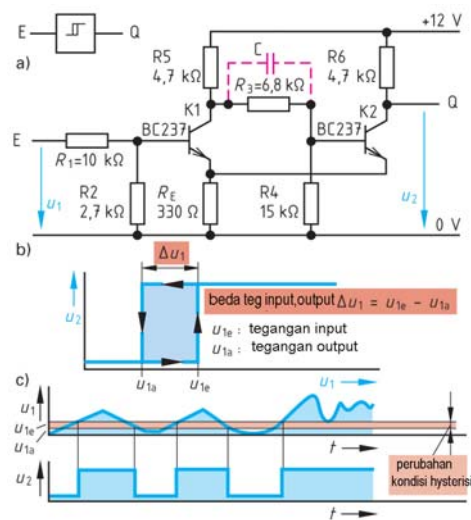 E
Q
a)
+12 V
R5
4,7 kΩ
C
R3=6,8 kΩ
R6
4,7 kΩ
K1
K2
Q
BC237
BC237
E
R1=10 kΩ
u1
R2
2,7 kΩ
RE
330 Ω
R4
15 kΩ
u2
0 V
b)
Δu1
u2
beda teg input,output Δu1 = u1e − u1a
u1e : tegangan input
u1a : tegangan output
u1a
u1e
u1
c)
u1
u1e
u1a
t
perubahan
kondisi hysterisi
u2
t